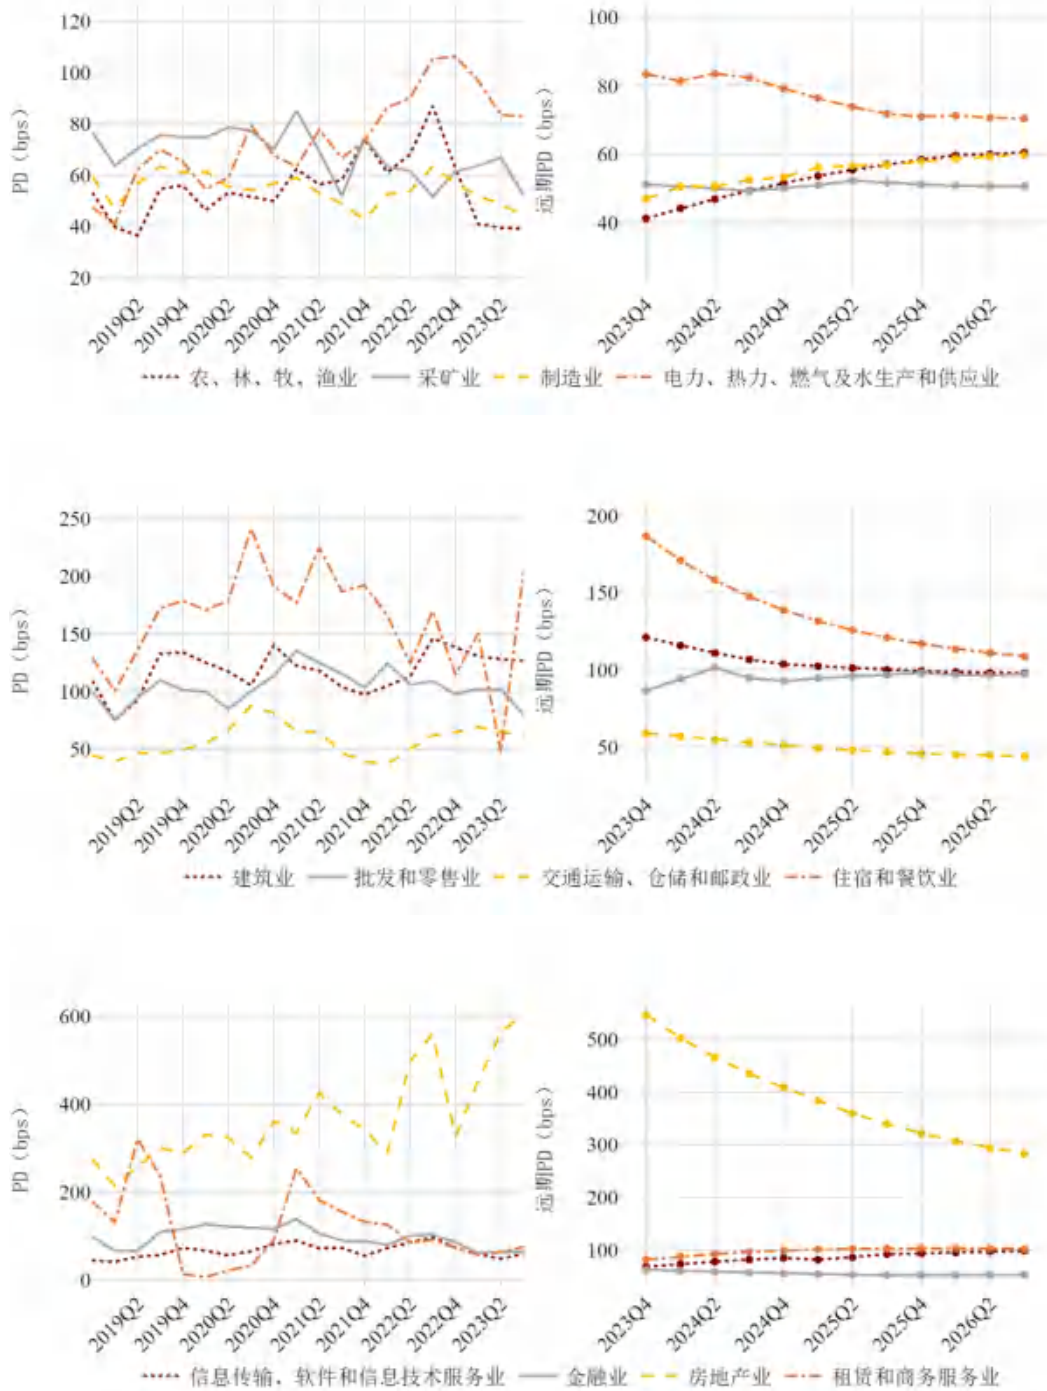 120
100
80
60
40
20
PD（bps）
2019Q2
2019Q4
2020Q2
2020Q4
2021Q2
2021Q4
2022Q2
2022Q4
2023Q2
100
80
60
40
远期PD（bps）
2023Q4
2024Q2
2024Q4
2025Q2
2025Q4
2026Q2
农、林、牧、渔业 采矿业 制造业 电力、热力、燃气及水生产和供应业
250
200
150
100
50
PD（bps）
2019Q2
2019Q4
2020Q2
2020Q4
2021Q2
2021Q4
2022Q2
2022Q4
2023Q2
200
150
100
50
远期PD（bps）
2023Q4
2024Q2
2024Q4
2025Q2
2025Q4
2026Q2
建筑业 批发和零售业 交通运输、仓储和邮政业 住宿和餐饮业
600
400
200
0
PD（bps）
2019Q2
2019Q4
2020Q2
2020Q4
2021Q2
2021Q4
2022Q2
2022Q4
2023Q2
500
400
300
200
100
远期PD（bps）
2023Q4
2024Q2
2024Q4
2025Q2
2025Q4
2026Q2
信息传输、软件和信息技术服务业 金融业 房地产业 租赁和商务服务业